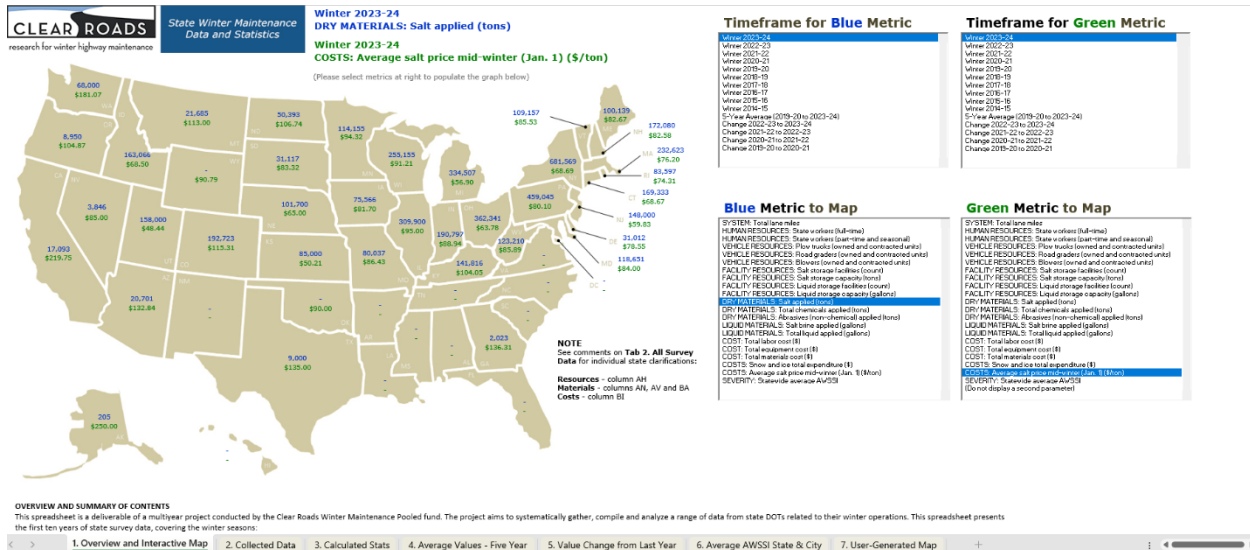 CLEAR ROADS
research for winter highway maintenance
State Winter Maintenance
Data and Statistics
Winter 2023-24
DRY MATERIALS: Salt applied (tons)
Winter 2023-24
COSTS: Average salt price mid-winter (Jan. 1) ($/ton)
(Please select metrics at right to populate the graph below)
Timeframe for Blue Metric
Winter 2023-24
Winter 2022-23
Winter 2021-22
Winter 2020-21
Winter 2019-20
Winter 2018-19
Winter 2017-18
Winter 2016-17
Winter 2015-16
Winter 2014-15
5-Year Average (2019-20 to 2023-24)
Change 2022-23 to 2023-24
Change 2021-22 to 2022-23
Change 2020-21 to 2021-22
Change 2019-20 to 2020-21
Timeframe for Green Metric
Winter 2023-24
Winter 2022-23
Winter 2021-22
Winter 2020-21
Winter 2019-20
Winter 2018-19
Winter 2017-18
Winter 2016-17
Winter 2015-16
Winter 2014-15
5-Year Average (2019-20 to 2023-24)
Change 2022-23 to 2023-24
Change 2021-22 to 2022-23
Change 2020-21 to 2021-22
Change 2019-20 to 2020-21
68,000
$181.07
8,950
$104.87
163,066
$68.50
21,685
$113.00
50,393
$106.74
114,155
$94.32
255,155
$91.21
334,507
$56.90
109,157
$85.53
100,139
$82.67
172,080
$82.58
NH
232,623
MA
$76.20
83,597
RI
$74.31
681,569
$68.69
169,333
CT
$68.67
148,000
NJ
$59.83
31,012
DE
$78.55
118,651
MD
$84.00
DC
-
-
-
$90.79
31,117
$83.32
101,700
$65.00
75,566
$81.70
309,900
$95.00
190,797
$88.94
362,341
$63.78
459,045
$80.10
123,210
$85.89
3,846
$85.00
158,000
$48.44
192,723
$115.31
85,000
$50.21
80,037
$86.43
141,816
$104.05
17,093
$219.75
20,701
$132.84
-
$90.00
9,000
$135.00
2,023
$136.31
205
$250.00
NOTE
See comments on Tab 2. All Survey
Data for individual state clarifications:
Resources - column AH
Materials - columns AN, AV and BA
Costs - column BI
Blue Metric to Map
SYSTEM: Total lane miles
HUMAN RESOURCES: State workers (full-time)
HUMAN RESOURCES: State workers (part-time and seasonal)
VEHICLE RESOURCES: Plow trucks (owned and contracted units)
VEHICLE RESOURCES: Road graders (owned and contracted units)
VEHICLE RESOURCES: Blowers (owned and contracted units)
FACILITY RESOURCES: Salt storage facilities (count)
FACILITY RESOURCES: Salt storage capacity (tons)
FACILITY RESOURCES: Liquid storage facilities (count)
FACILITY RESOURCES: Liquid storage capacity (gallons)
DRY MATERIALS: Salt applied (tons)
DRY MATERIALS: Total chemicals applied (tons)
DRY MATERIALS: Abrasives (non-chemical) applied (tons)
LIQUID MATERIALS: Salt brine applied (gallons)
LIQUID MATERIALS: Total liquid applied (gallons)
COST: Total labor cost ($)
COST: Total equipment cost ($)
COST: Total materials cost ($)
COSTS: Snow and ice total expenditure ($)
COSTS: Average salt price mid-winter (Jan. 1) ($/ton)
SEVERITY: Statewide average AWSSI
Green Metric to Map
SYSTEM: Total lane miles
HUMAN RESOURCES: State workers (full-time)
HUMAN RESOURCES: State workers (part-time and seasonal)
VEHICLE RESOURCES: Plow trucks (owned and contracted units)
VEHICLE RESOURCES: Road graders (owned and contracted units)
VEHICLE RESOURCES: Blowers (owned and contracted units)
FACILITY RESOURCES: Salt storage facilities (count)
FACILITY RESOURCES: Salt storage capacity (tons)
FACILITY RESOURCES: Liquid storage facilities (count)
FACILITY RESOURCES: Liquid storage capacity (gallons)
DRY MATERIALS: Salt applied (tons)
DRY MATERIALS: Total chemicals applied (tons)
DRY MATERIALS: Abrasives (non-chemical) applied (tons)
LIQUID MATERIALS: Salt brine applied (gallons)
LIQUID MATERIALS: Total liquid applied (gallons)
COST: Total labor cost ($)
COST: Total equipment cost ($)
COST: Total materials cost ($)
COSTS: Snow and ice total expenditure ($)
COSTS: Average salt price mid-winter (Jan. 1) ($/ton)
SEVERITY: Statewide average AWSSI
(Do not display a second parameter)
OVERVIEW AND SUMMARY OF CONTENTS
This spreadsheet is a deliverable of a multiyear project conducted by the Clear Roads Winter Maintenance Pooled fund. The project aims to systematically gather, compile and analyze a range of data from state DOTs related to their winter operations. This spreadsheet presents
the first ten years of state survey data, covering the winter seasons:
1. Overview and Interactive Map
2. Collected Data
3. Calculated Stats
4. Average Values - Five Year
5. Value Change from Last Year
6. Average AWSSI State & City
7. User-Generated Map
+